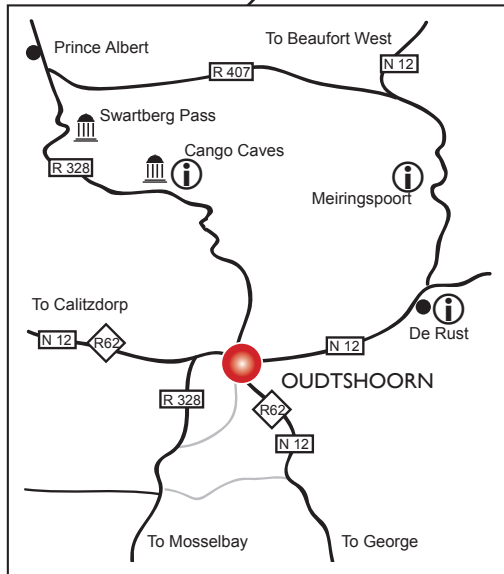 To Beaufort West
Prince Albert
N 12
R 407
Swartberg Pass
Cango Caves
R 328
i
i
Meiringspoort
To Calitzdorp
i
De Rust
N 12
R62
N 12
OUDTSHOORN
R 328
R62
N 12
To Mosselbay
To George